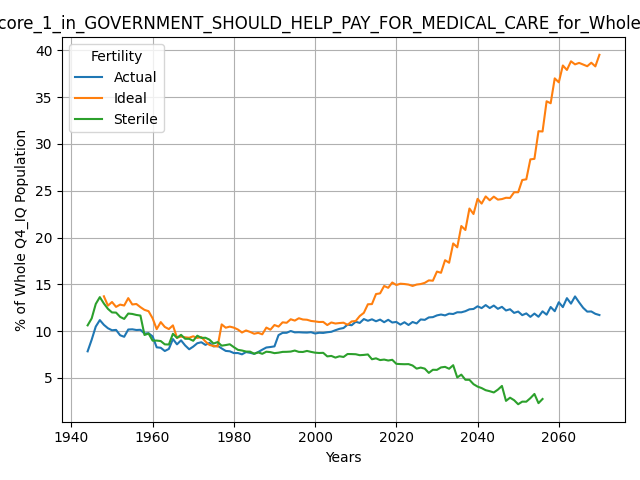 core_1_in_GOVERNMENT_SHOULD_HELP_PAY_FOR_MEDICAL_CARE_for_Whole
Fertility
Actual
Ideal
Sterile
% of Whole Q4_IQ Population
40
35
30
25
20
15
10
5
1940 1960 1980 2000 2020 2040 2060
Years